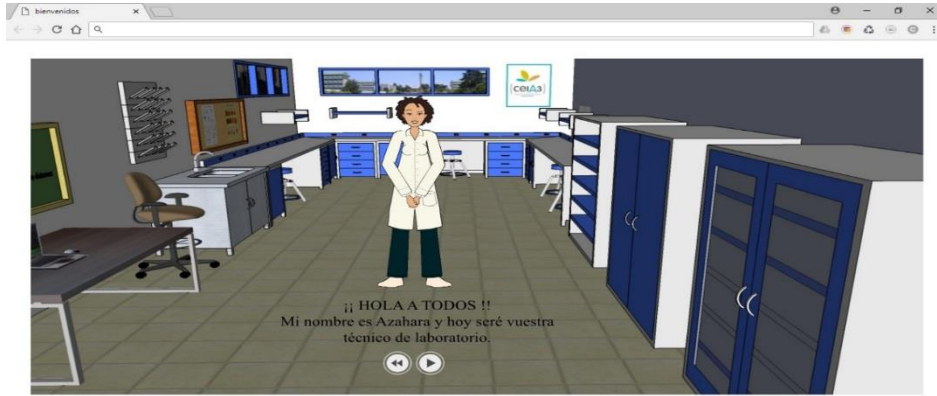 bienvenidos
CeiA3
¡¡ HOLA A TODOS !!
Mi nombre es Azahara y hoy seré vuestra
técnico de laboratorio.